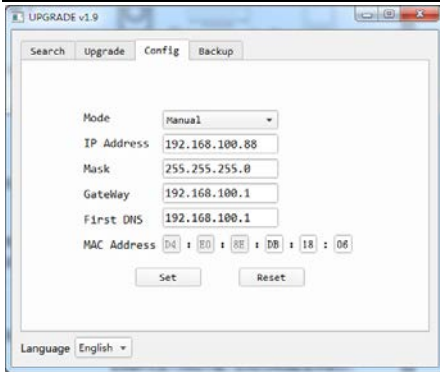 UPGRADE v1.9
Search Upgrade Config Backup
Mode Manual
IP Address 192.168.100.88
Mask 255.255.255.0
GateWay 192.168.100.1
First DNS 192.168.100.1
MAC Address D4 : E0 : 8E : DB : 18 : 06
Set Reset
Language English